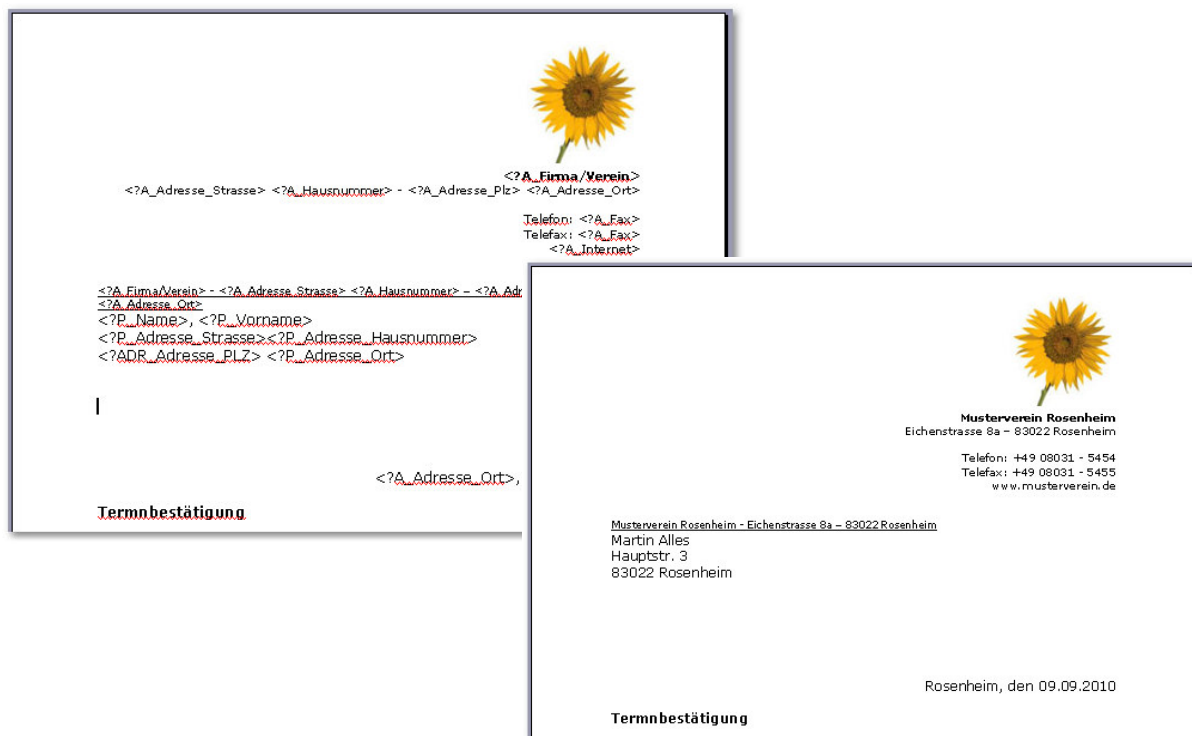 <?A_Firma/Verein>
<?A_Adresse_Strasse> <?A_Hausnummer> - <?A_Adresse_Plz> <?A_Adresse_Ort>
Telefon: <?A_Fax>
Telefax: <?A_Fax>
<?A_Internet>
<?A_Firma/Verein> - <?A_Adresse_Strasse> <?A_Hausnummer> – <?A_Adr
<?A_Adresse_Ort>
<?P_Name>, <?P_Vorname>
<?P_Adresse_Strasse><?P_Adresse_Hausnummer>
<?ADR_Adresse_PLZ> <?P_Adresse_Ort>
<?A_Adresse_Ort>,
Termnbestätigung
Musterverein Rosenheim
Eichenstrasse 8a – 83022 Rosenheim
Telefon: +49 08031 - 5454
Telefax: +49 08031 - 5455
www.musterverein.de
Musterverein Rosenheim - Eichenstrasse 8a – 83022 Rosenheim
Martin Alles
Hauptstr. 3
83022 Rosenheim
Rosenheim, den 09.09.2010
Termnbestätigung